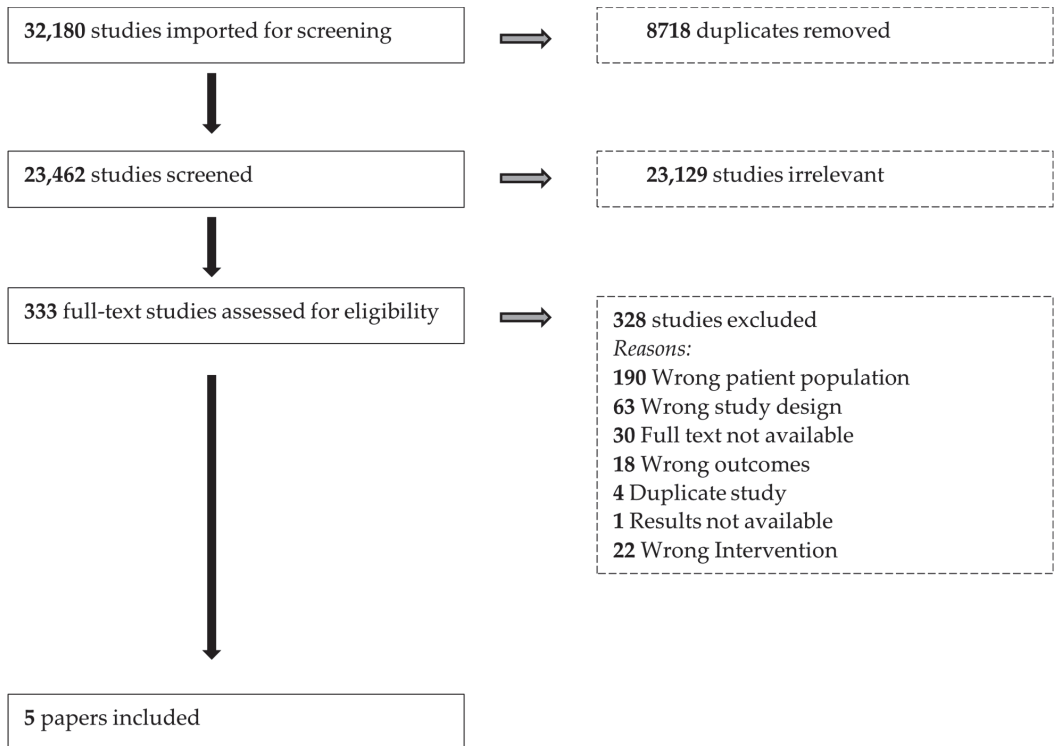 32,180 studies imported for screening
8718 duplicates removed
23,462 studies screened
23,129 studies irrelevant
333 full-text studies assessed for eligibility
328 studies excluded
Reasons:
190 Wrong patient population
63 Wrong study design
30 Full text not available
18 Wrong outcomes
4 Duplicate study
1 Results not available
22 Wrong Intervention
5 papers included